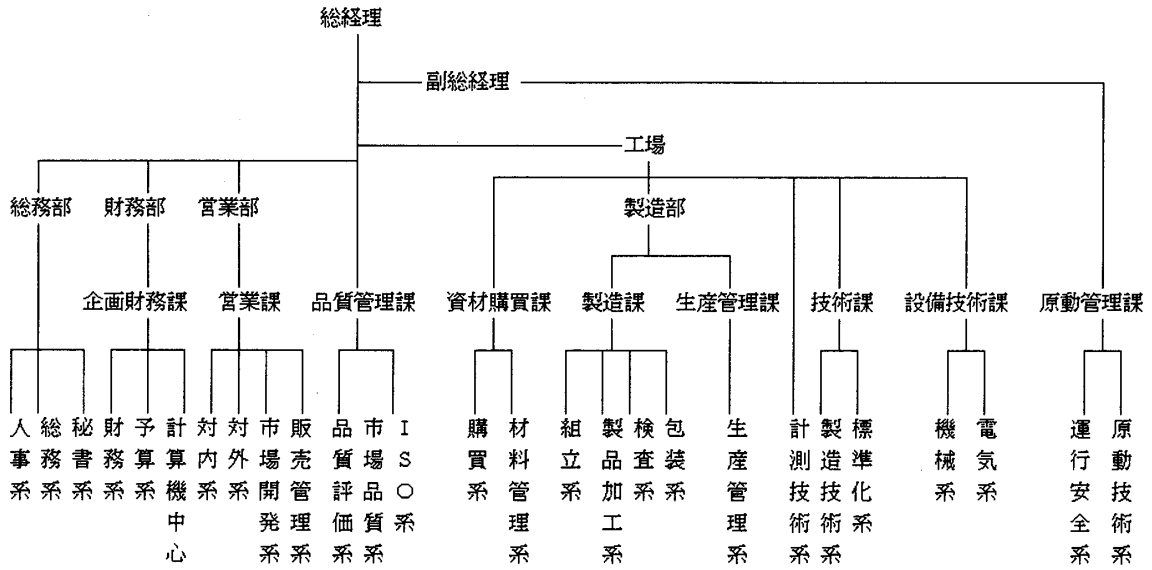 総経理
副総経理
工場
総務部 財務部 営業部 製造部
企画財務課 営業課 品質管理課 資材購買課 製造課 生産管理課 技術課 設備技術課 原動管理課
人事系
総務系
秘書系
財務系
予算系
計算機中心
対内系
対外系
市場開発系
販売管理系
品質評価系
市場品質系
ISO系
購買系
材料管理系
組立系
製品加工系
検査系
包装系
生産管理系
計測技術系
製造技術系
標準化系
機械系
電気系
運行安全系
原動技術系